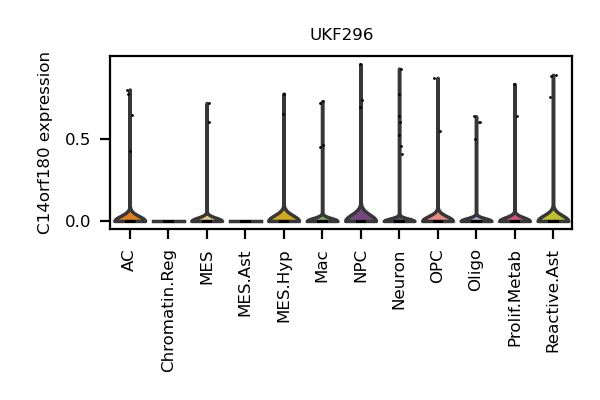 UKF296
C14orf180 expression
0.5
0.0
AC
Chromatin.Reg
MES
MES.Ast
MES.Hyp
Mac
NPC
Neuron
OPC
Oligo
Prolif.Metab
Reactive.Ast